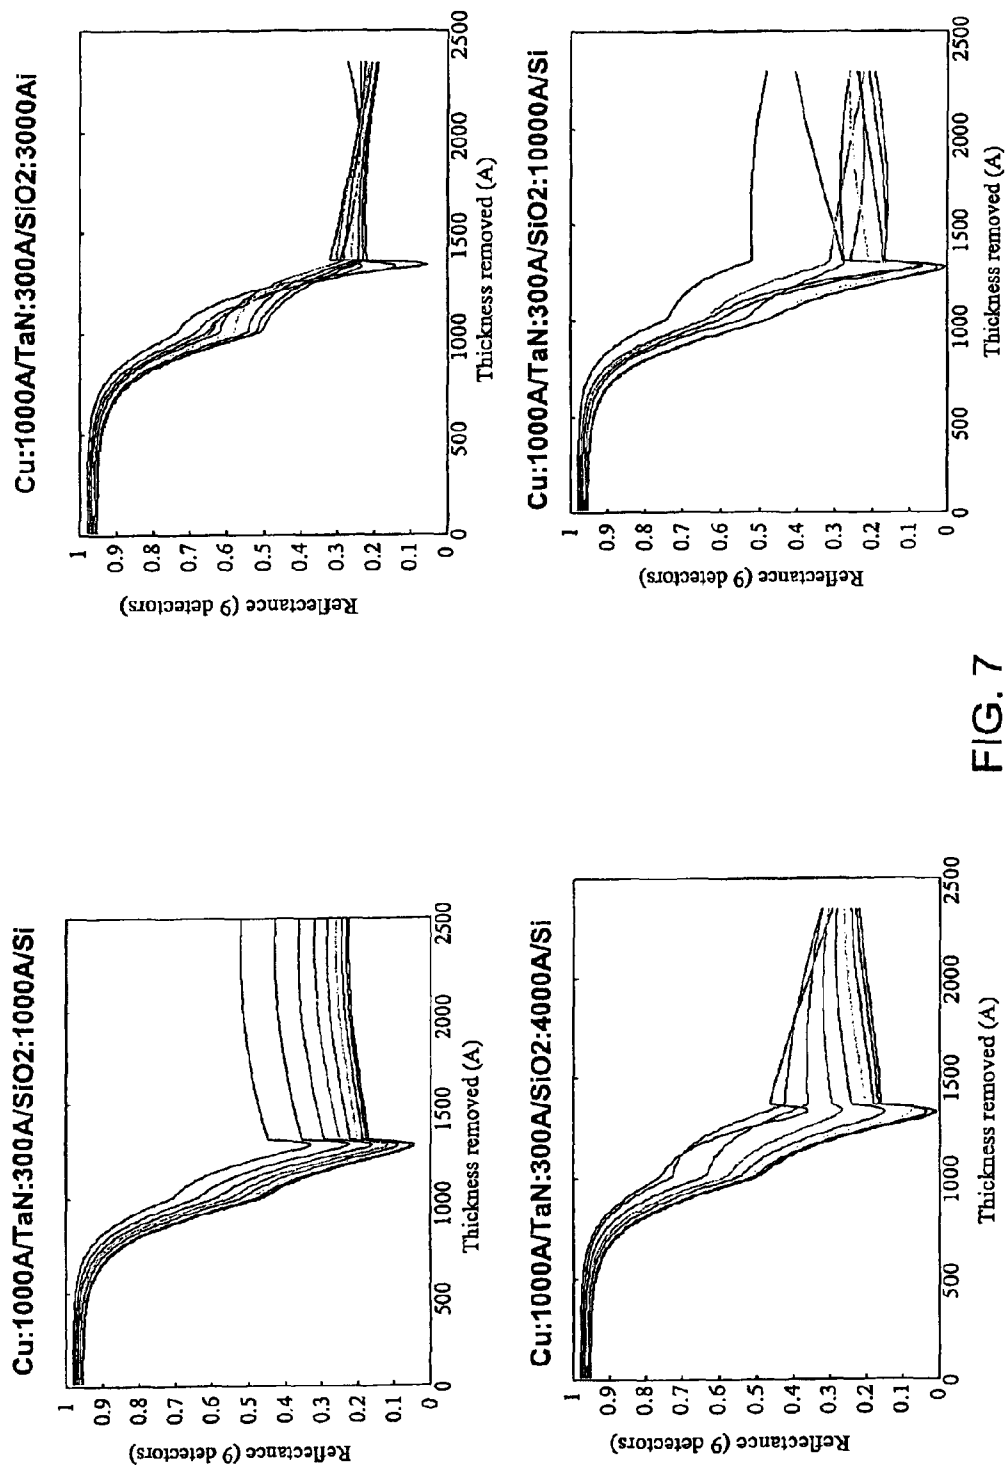 Cu:1000A/TaN:300A/SiO2:1000A/Si
Reflectance (9 detectors)
1
0.9
0.8
0.7
0.6
0.5
0.4
0.3
0.2
0.1
0
0 500 1000 1500 2000 2500
Thickness removed (A)
Cu:1000A/TaN:300A/SiO2:3000Ai
Reflectance (9 detectors)
1
0.9
0.8
0.7
0.6
0.5
0.4
0.3
0.2
0.1
0
0 500 1000 1500 2000 2500
Thickness removed (A)
Cu:1000A/TaN:300A/SiO2:4000A/Si
Reflectance (9 detectors)
1
0.9
0.8
0.7
0.6
0.5
0.4
0.3
0.2
0.1
0
0 500 1000 1500 2000 2500
Thickness removed (A)
Cu:1000A/TaN:300A/SiO2:10000A/Si
Reflectance (9 detectors)
1
0.9
0.8
0.7
0.6
0.5
0.4
0.3
0.2
0.1
0
0 500 1000 1500 2000 2500
Thickness removed (A)
FIG. 7